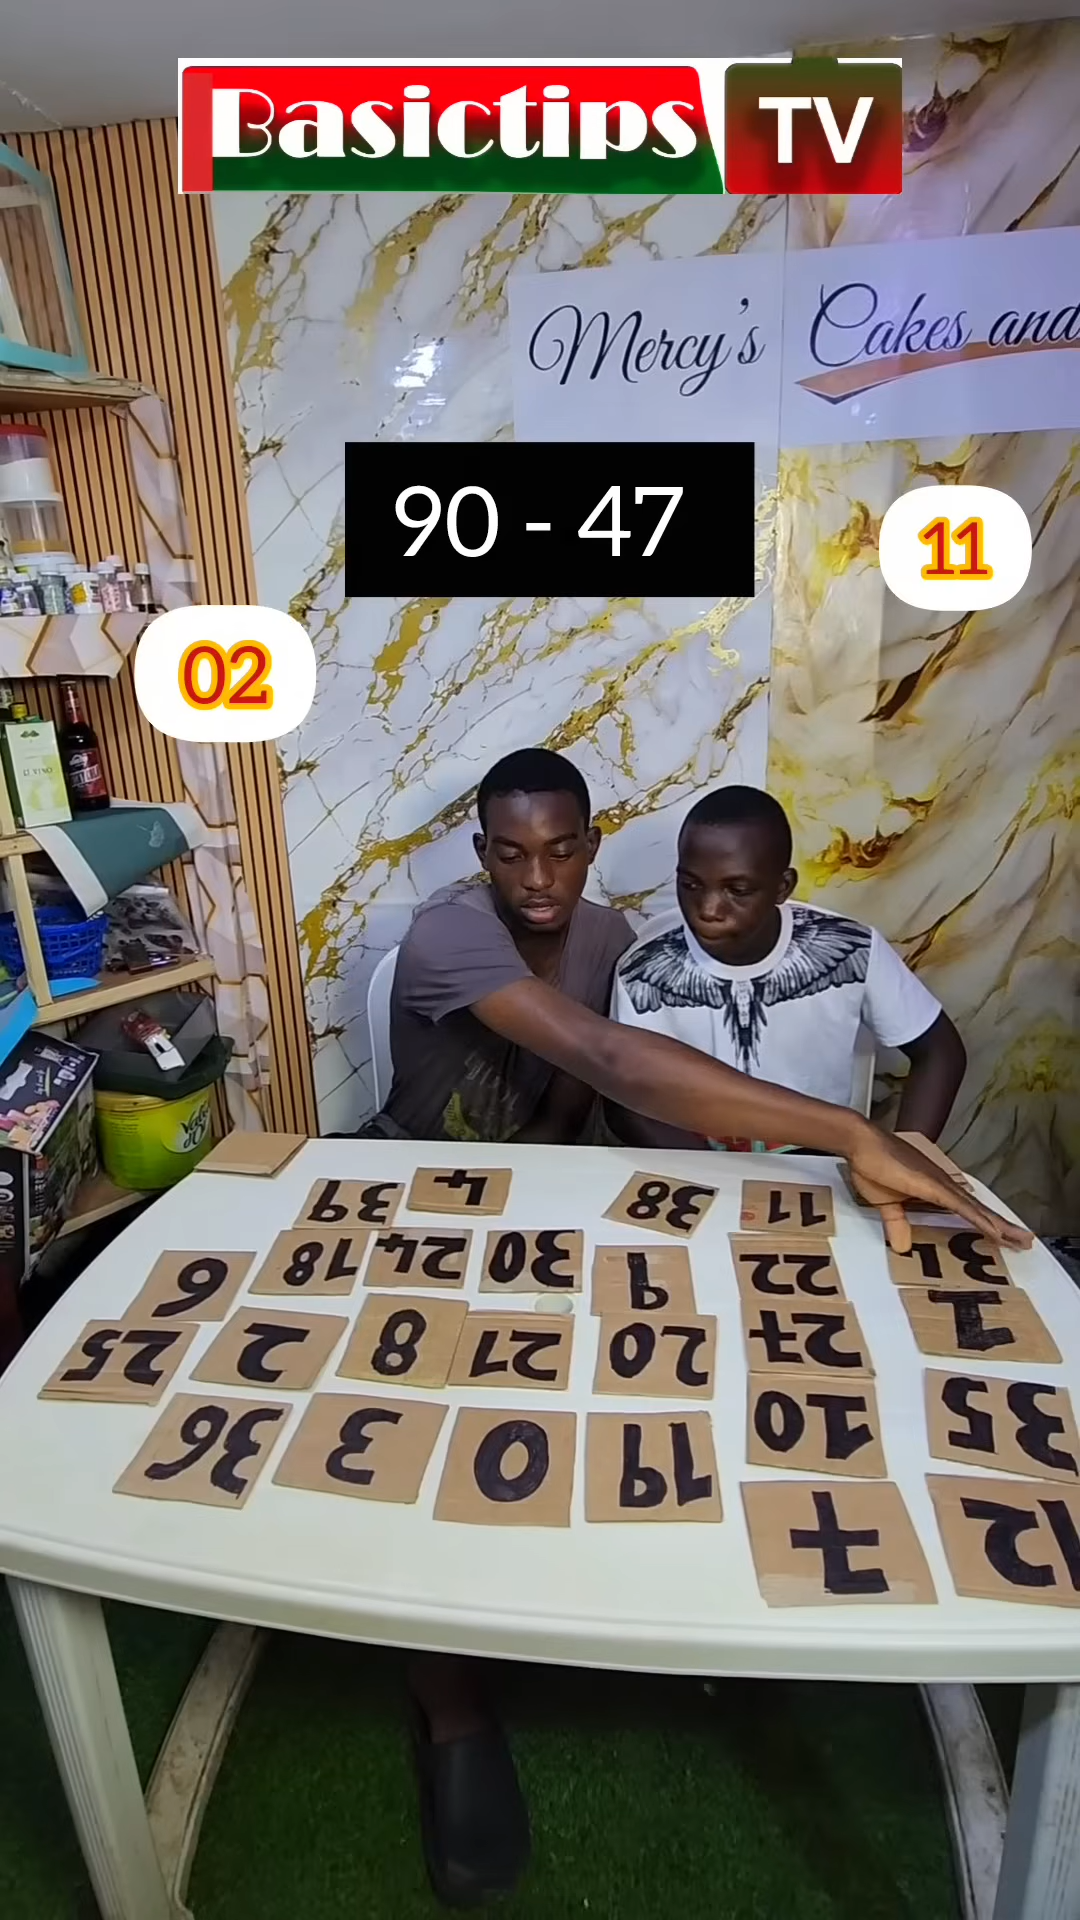 Basictips TV
Mercy's Cakes and
90 - 47
11
02
39 4 38 11
6 18 24 30 9 22 34
25 2 8 21 20 27 1
36 3 0 19 10 35
7 12